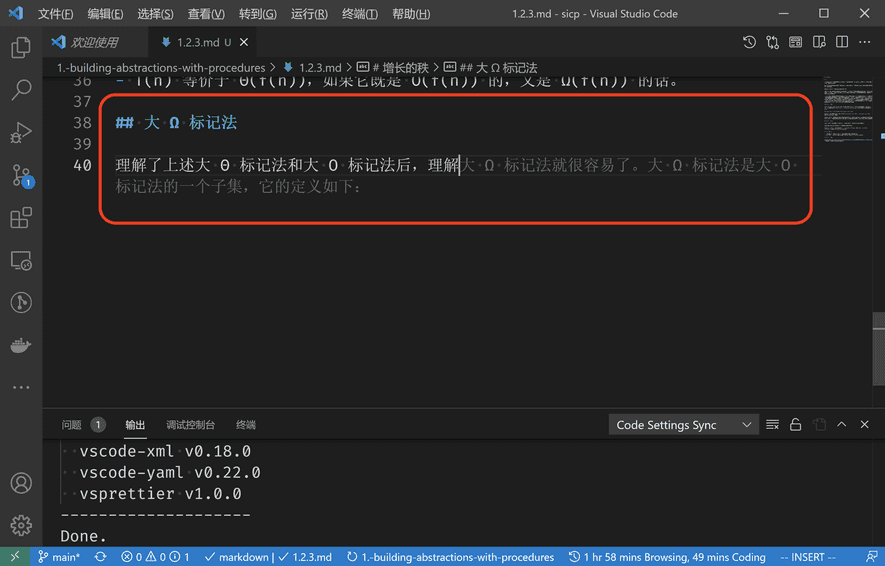 文件(F) 编辑(E) 选择(S) 查看(V) 转到(G) 运行(R) 终端(T) 帮助(H) 1.2.3.md - sicp - Visual Studio Code
欢迎使用 1.2.3.md U
1.-building-abstractions-with-procedures > 1.2.3.md > # 增长的秩 > ## 大 Ω 标记法
36 - T(n) 等价于 Θ(f(n)), 如果它既是 O(f(n)) 的, 又是 Ω(f(n)) 的话。
37
38 ## 大 Ω 标记法
39
40 理解了上述大 Θ 标记法和大 O 标记法后, 理解大 Ω 标记法就很容易了。大 Ω 标记法是大 O
标记法的一个子集, 它的定义如下:
问题 1 输出 调试控制台 终端 Code Settings Sync
vscode-xml v0.18.0
vscode-yaml v0.22.0
vsprettier v1.0.0
--------------------
Done.
1
main* 0 0 1 markdown | 1.2.3.md 1.-building-abstractions-with-procedures 1 hr 58 mins Browsing, 49 mins Coding -- INSERT --